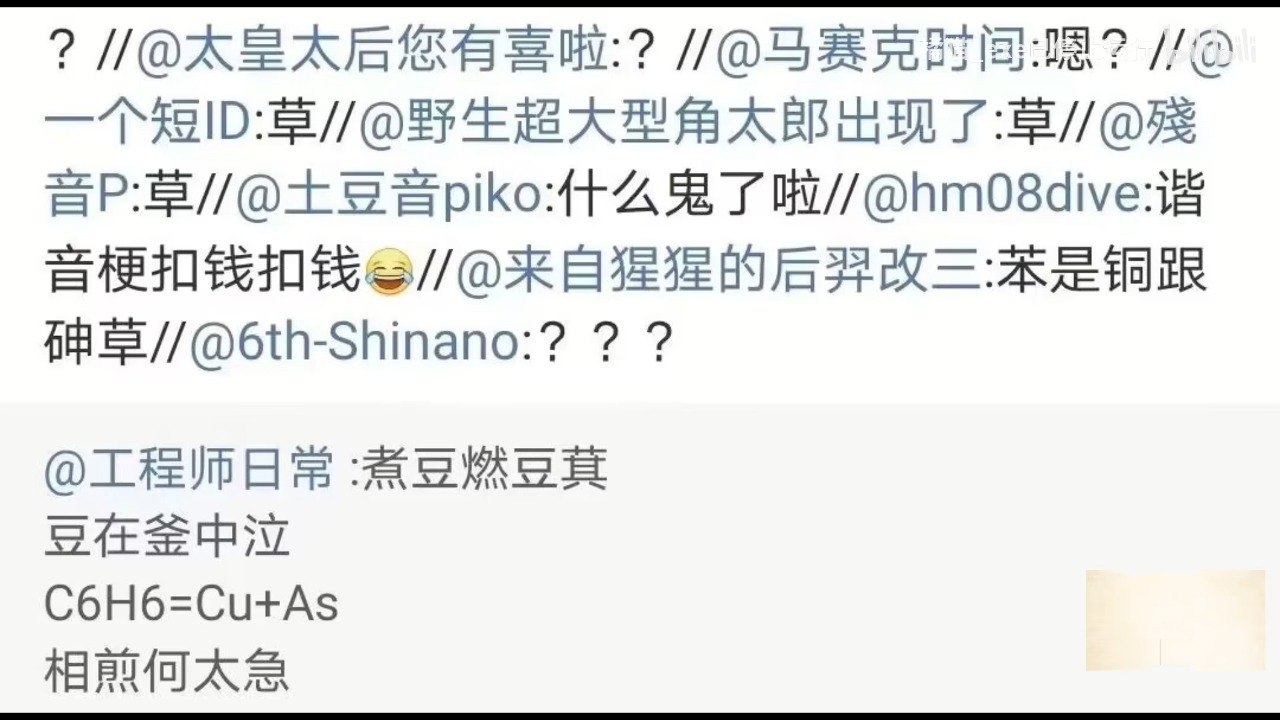 ？//@太皇太后您有喜啦:？//@马赛克时间:嗯？//@
一个短ID:草//@野生超大型角太郎出现了:草//@殘
音P:草//@土豆音piko:什么鬼了啦//@hm08dive:谐
音梗扣钱扣钱😂//@来自猩猩的后羿改三:苯是铜跟
砷草//@6th-Shinano:？？？
@工程师日常 :煮豆燃豆萁
豆在釜中泣
C6H6=Cu+As
相煎何太急